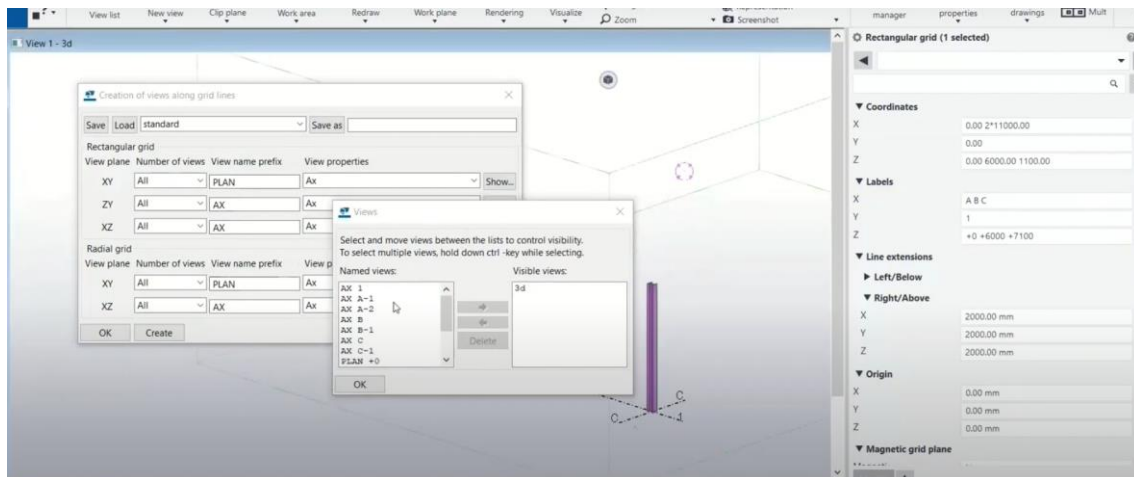 View list
New view
Clip plane
Work area
Redraw
Work plane
Rendering
Visualize
Zoom
Screenshot
manager
properties
drawings
Mult
View 1 - 3d
Creation of views along grid lines
Save Load standard Save as
Rectangular grid
View plane Number of views View name prefix View properties
XY All PLAN Ax Show...
ZY All AX Ax
XZ All AX Ax
Radial grid
View plane Number of views View name prefix View p
XY All PLAN Ax
XZ All AX Ax
OK Create
Views
Select and move views between the lists to control visibility.
To select multiple views, hold down ctrl -key while selecting.
Named views: Visible views:
AX 1
AX A-1
AX A-2
AX B
AX B-1
AX C
AX C-1
PLAN +0
3d
Delete
OK
C
C 1
Rectangular grid (1 selected)
Coordinates
X 0.00 2*11000.00
Y 0.00
Z 0.00 6000.00 1100.00
Labels
X A B C
Y 1
Z +0 +6000 +7100
Line extensions
Left/Below
Right/Above
X 2000.00 mm
Y 2000.00 mm
Z 2000.00 mm
Origin
X 0.00 mm
Y 0.00 mm
Z 0.00 mm
Magnetic grid plane